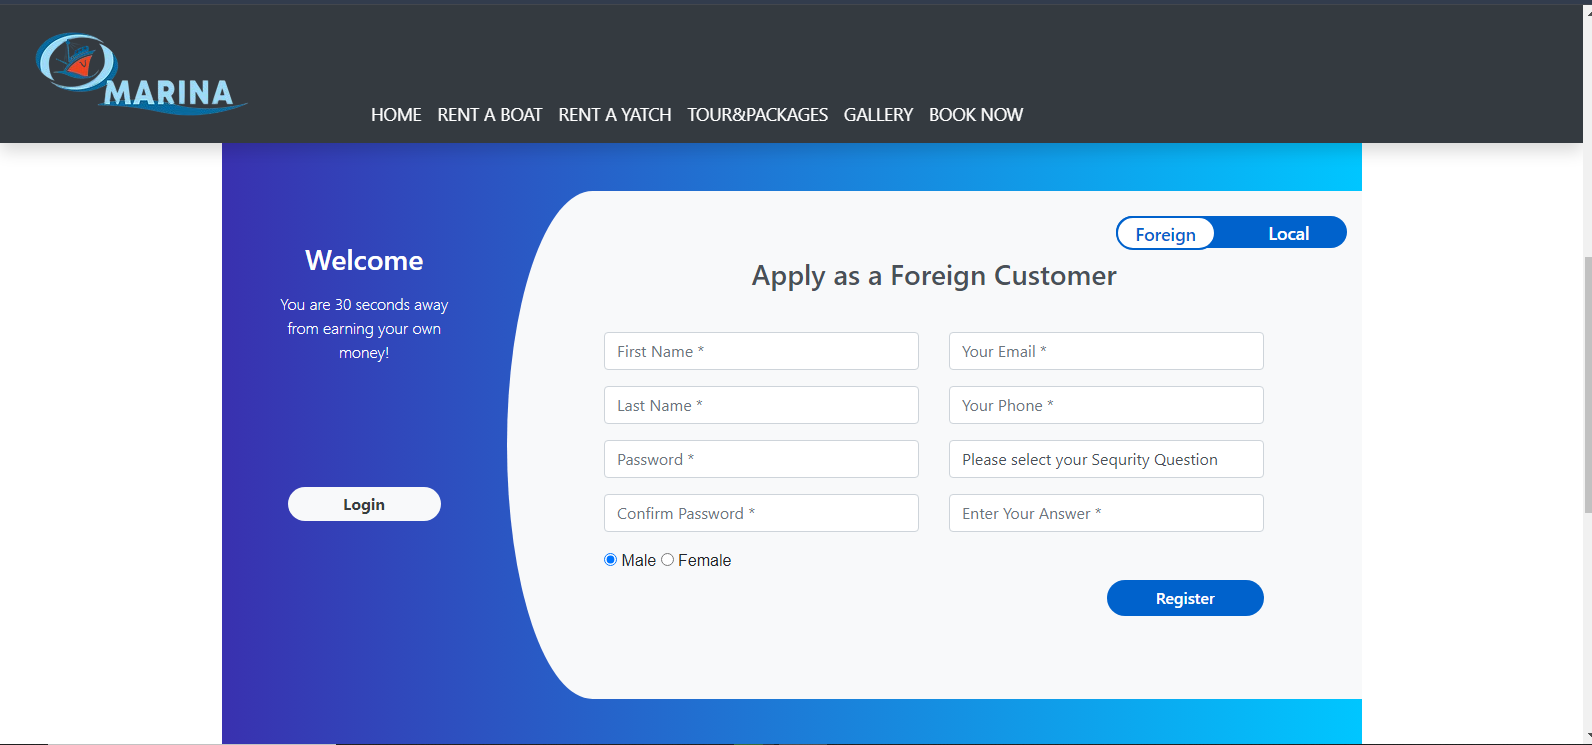 MARINA
HOME RENT A BOAT RENT A YATCH TOUR&PACKAGES GALLERY BOOK NOW
Welcome
You are 30 seconds away
from earning your own
money!
Login
Foreign Local
Apply as a Foreign Customer
First Name * Your Email *
Last Name * Your Phone *
Password * Please select your Sequrity Question
Confirm Password * Enter Your Answer *
Male Female
Register